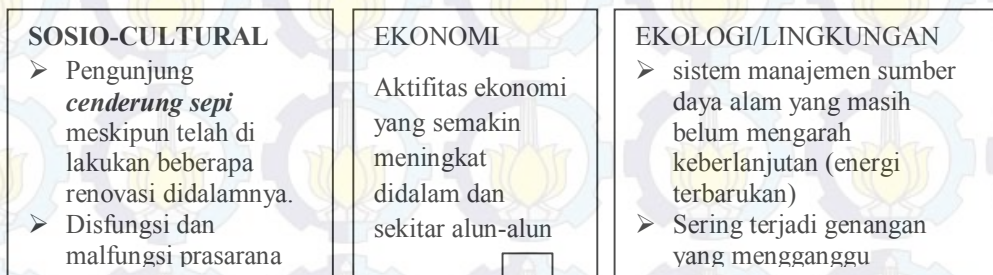 SOSIO-CULTURAL
➢ Pengunjung
cenderung sepi
meskipun telah di
lakukan beberapa
renovasi didalamnya.
➢ Disfungsi dan
malfungsi prasarana
EKONOMI
Aktifitas ekonomi
yang semakin
meningkat
didalam dan
sekitar alun-alun
EKOLOGI/LINGKUNGAN
➢ sistem manajemen sumber
daya alam yang masih
belum mengarah
keberlanjutan (energi
terbarukan)
➢ Sering terjadi genangan
yang mengganggu